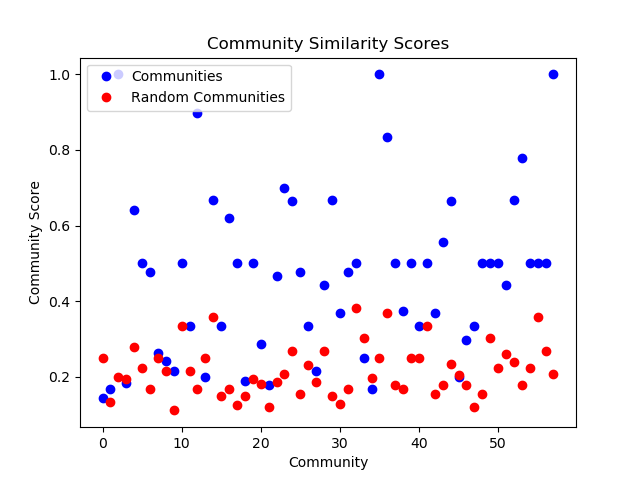 Community Similarity Scores
Communities
Random Communities
1.0
0.8
0.6
0.4
0.2
Community Score
0 10 20 30 40 50
Community